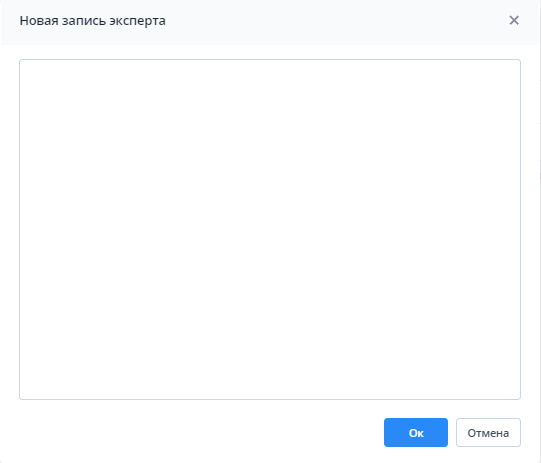 Новая запись эксперта
Ок
Отмена